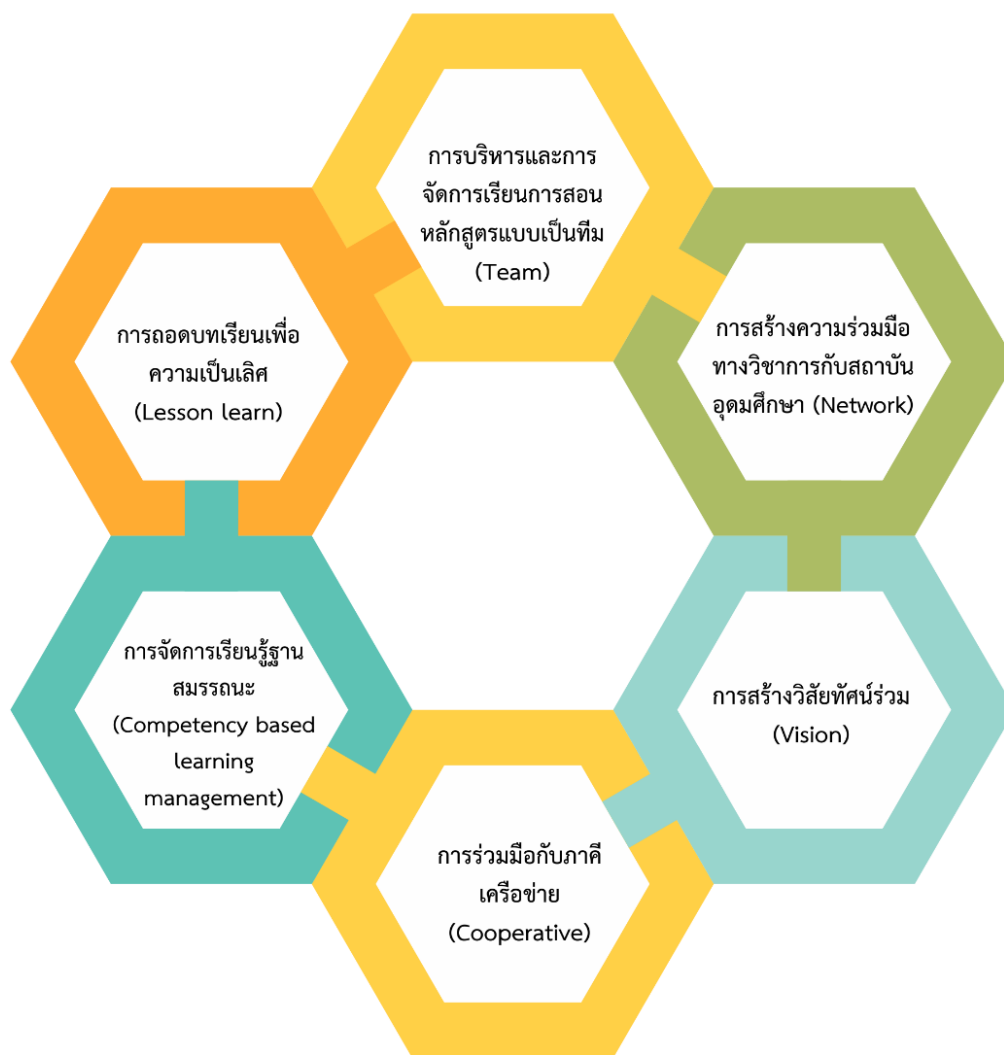 การบริหารและการ
จัดการเรียนการสอน
หลักสูตรแบบเป็นทีม
(Team)
การสร้างความร่วมมือ
ทางวิชาการกับสถาบัน
อุดมศึกษา (Network)
การสร้างวิสัยทัศน์ร่วม
(Vision)
การร่วมมือกับภาคี
เครือข่าย
(Cooperative)
การจัดการเรียนรู้ฐาน
สมรรถนะ
(Competency based
learning
management)
การถอดบทเรียนเพื่อ
ความเป็นเลิศ
(Lesson learn)